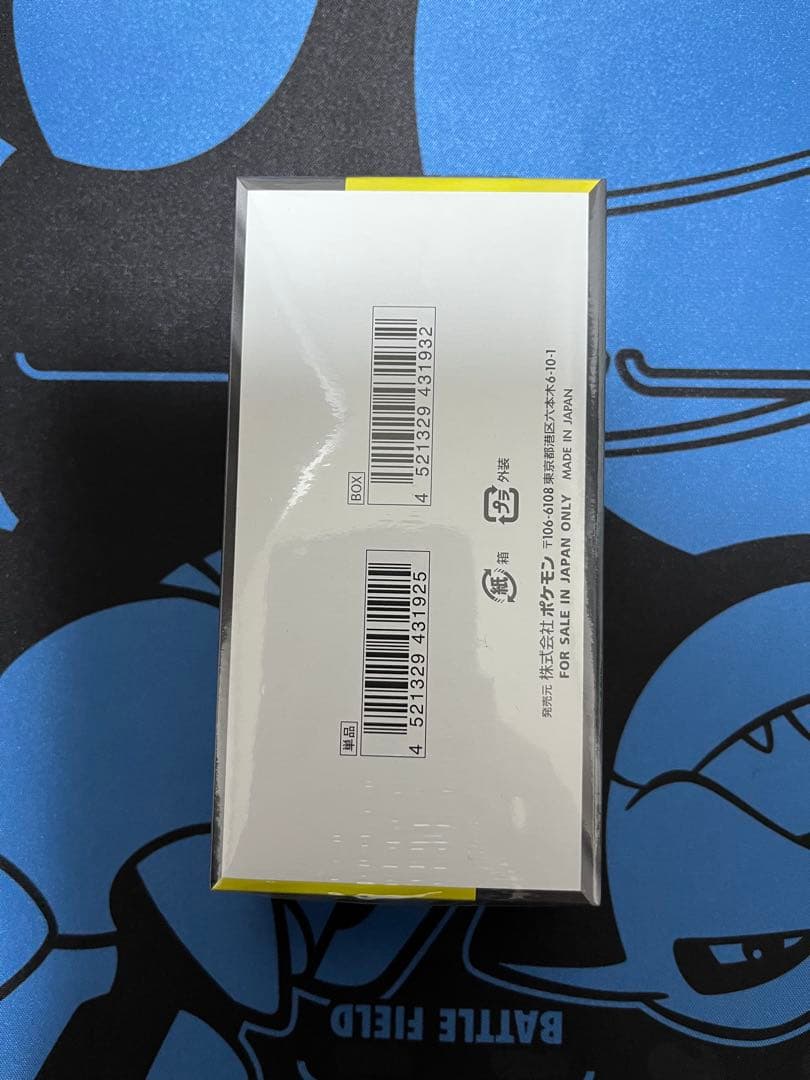 単品
4 521329 431925
BOX
4 521329 431932
紙 箱
プラ 外装
発売元 株式会社ポケモン 〒106-6108 東京都港区六本木6-10-1
FOR SALE IN JAPAN ONLY MADE IN JAPAN
BATTLE FIELD